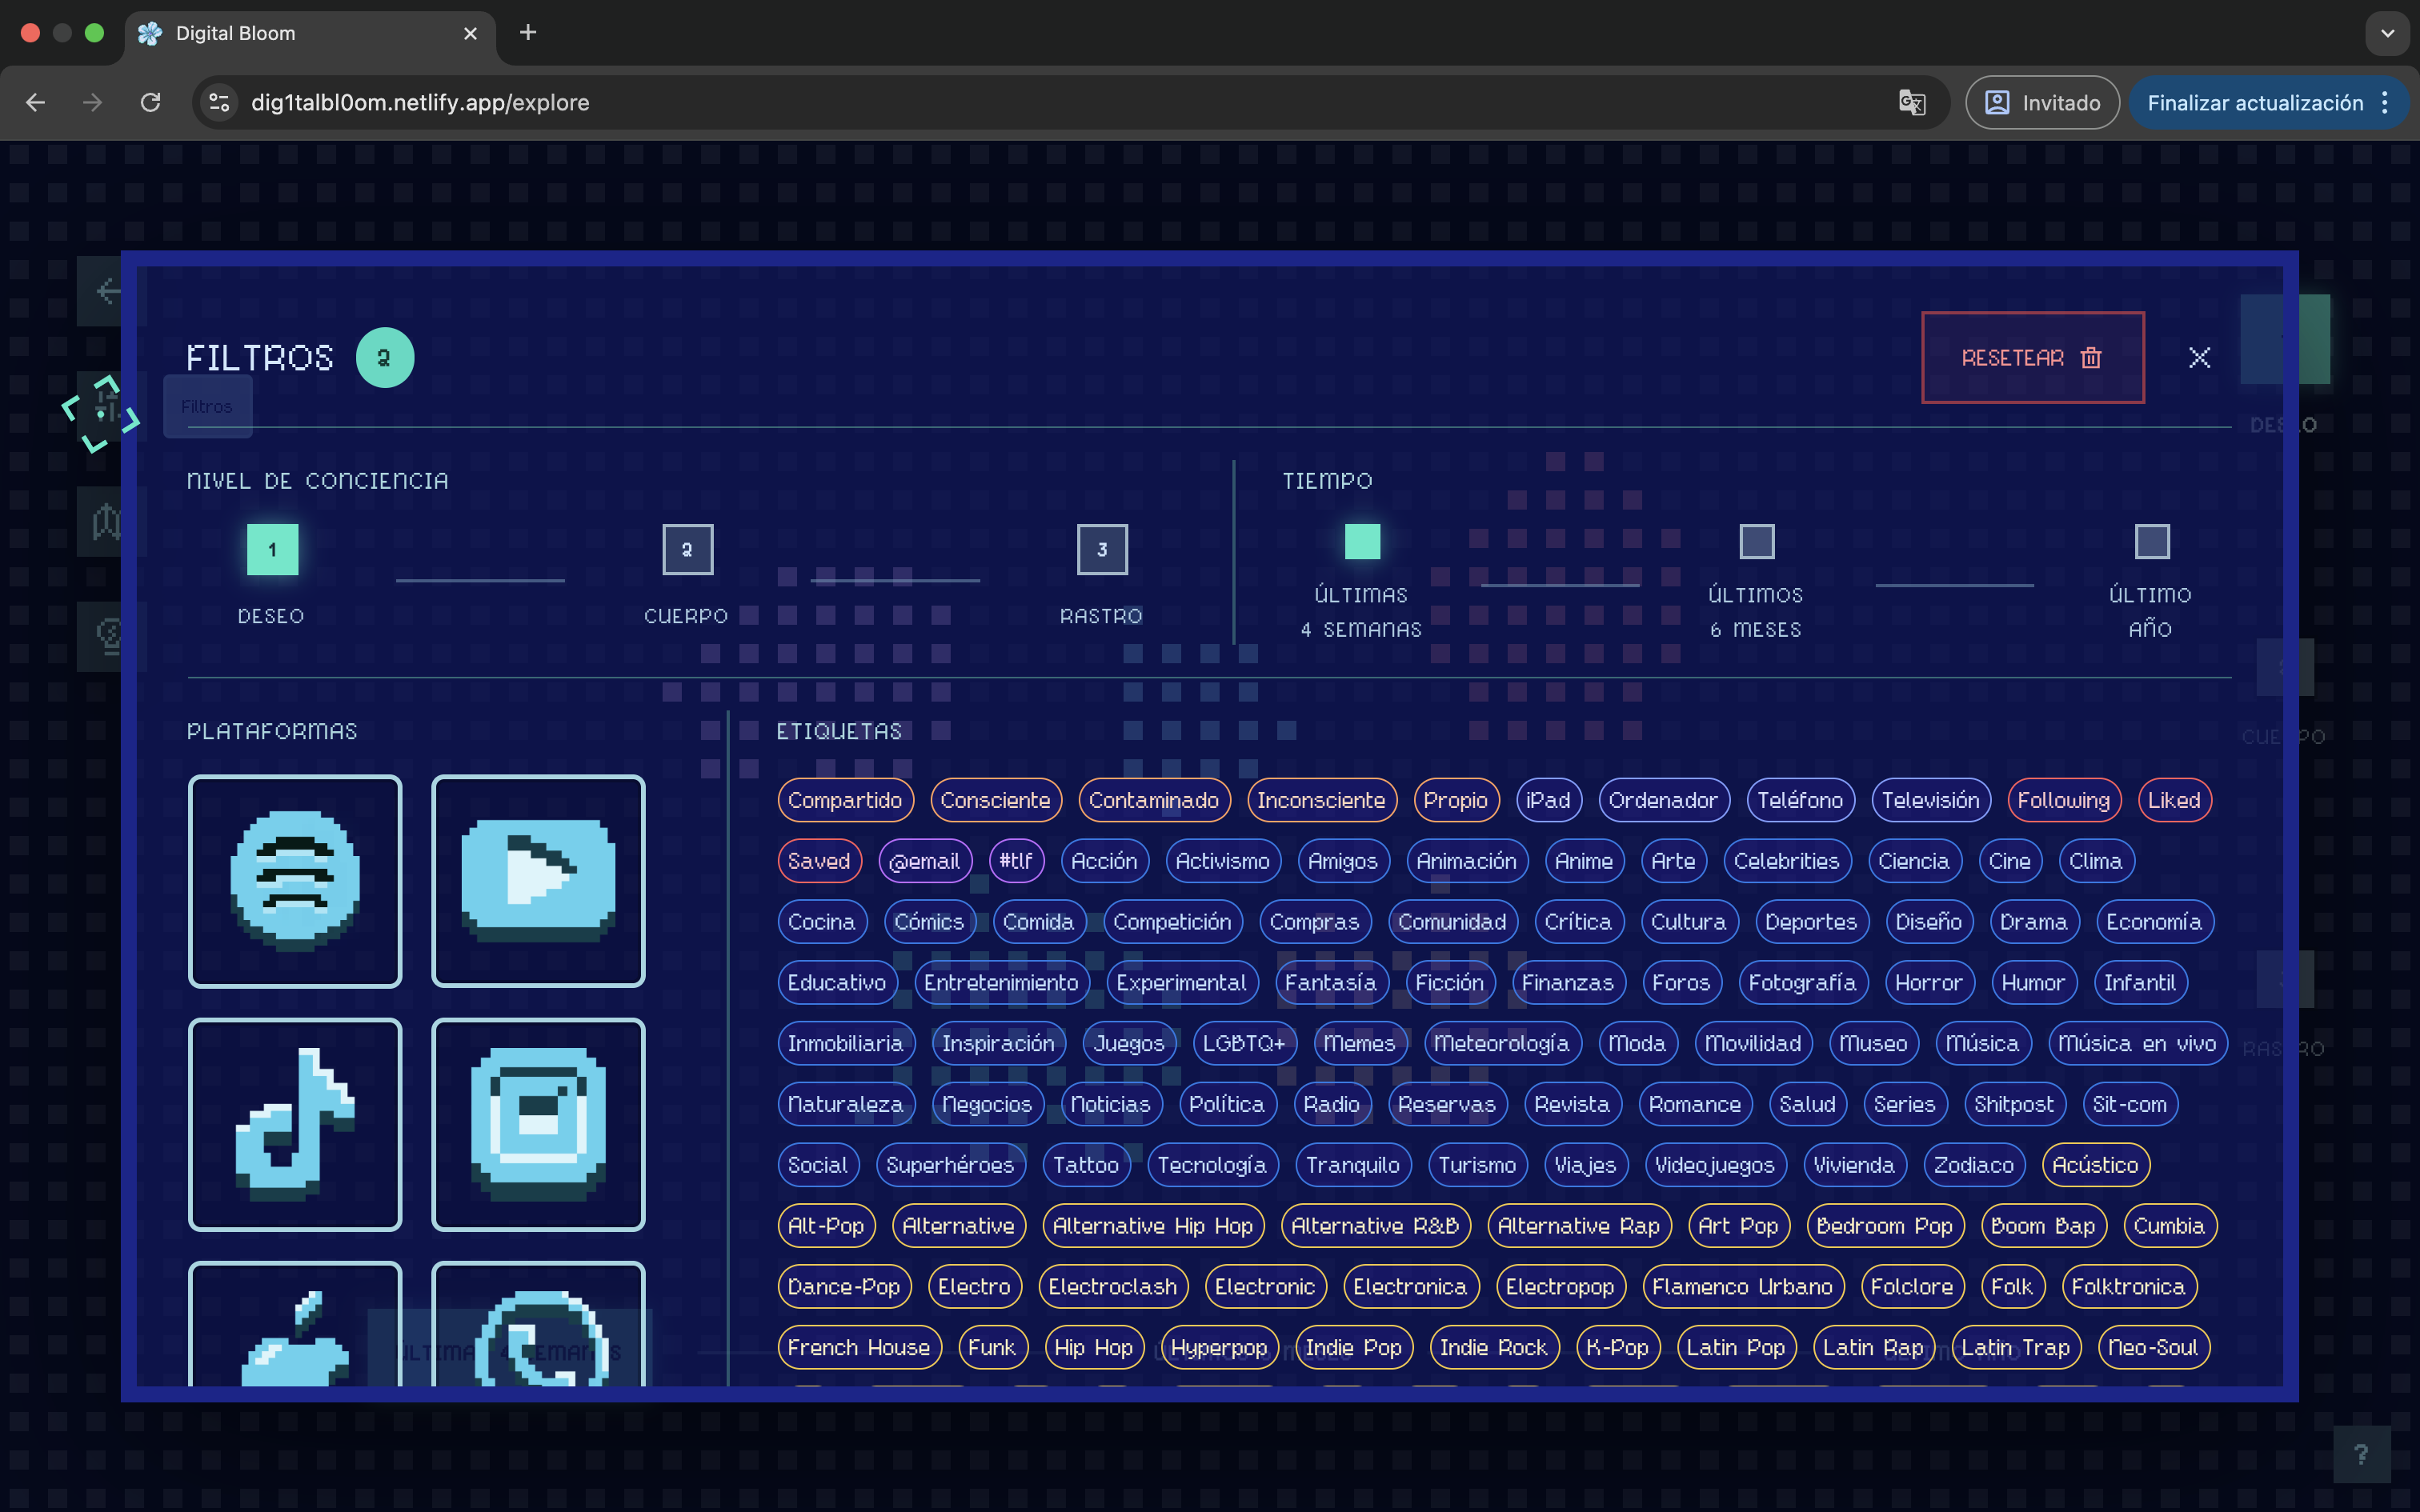 Digital Bloom
dig1talbl0om.netlify.app/explore
Invitado
Finalizar actualización
FILTROS 2
RESETEAR
Filtros
DESEO
NIVEL DE CONCIENCIA
TIEMPO
1
2
3
DESEO
CUERPO
RASTRO
ÚLTIMAS
4 SEMANAS
ÚLTIMOS
6 MESES
ÚLTIMO
AÑO
CUERPO
PLATAFORMAS
ETIQUETAS
Compartido Consciente Contaminado Inconsciente Propio iPad Ordenador Teléfono Televisión Following Liked
Saved @email #tlf Acción Activismo Amigos Animación Anime Arte Celebrities Ciencia Cine Clima
Cocina Cómics Comida Competición Compras Comunidad Crítica Cultura Deportes Diseño Drama Economía
Educativo Entretenimiento Experimental Fantasía Ficción Finanzas Foros Fotografía Horror Humor Infantil
Inmobiliaria Inspiración Juegos LGBTQ+ Memes Meteorología Moda Movilidad Museo Música Música en vivo
RASTRO
Naturaleza Negocios Noticias Política Radio Reservas Revista Romance Salud Series Shitpost Sit-com
Social Superhéroes Tattoo Tecnología Tranquilo Turismo Viajes Videojuegos Vivienda Zodiaco Acústico
Alt-Pop Alternative Alternative Hip Hop Alternative R&B Alternative Rap Art Pop Bedroom Pop Boom Bap Cumbia
Dance-Pop Electro Electroclash Electronic Electronica Electropop Flamenco Urbano Folclore Folk Folktronica
French House Funk Hip Hop Hyperpop Indie Pop Indie Rock K-Pop Latin Pop Latin Rap Latin Trap Neo-Soul
?